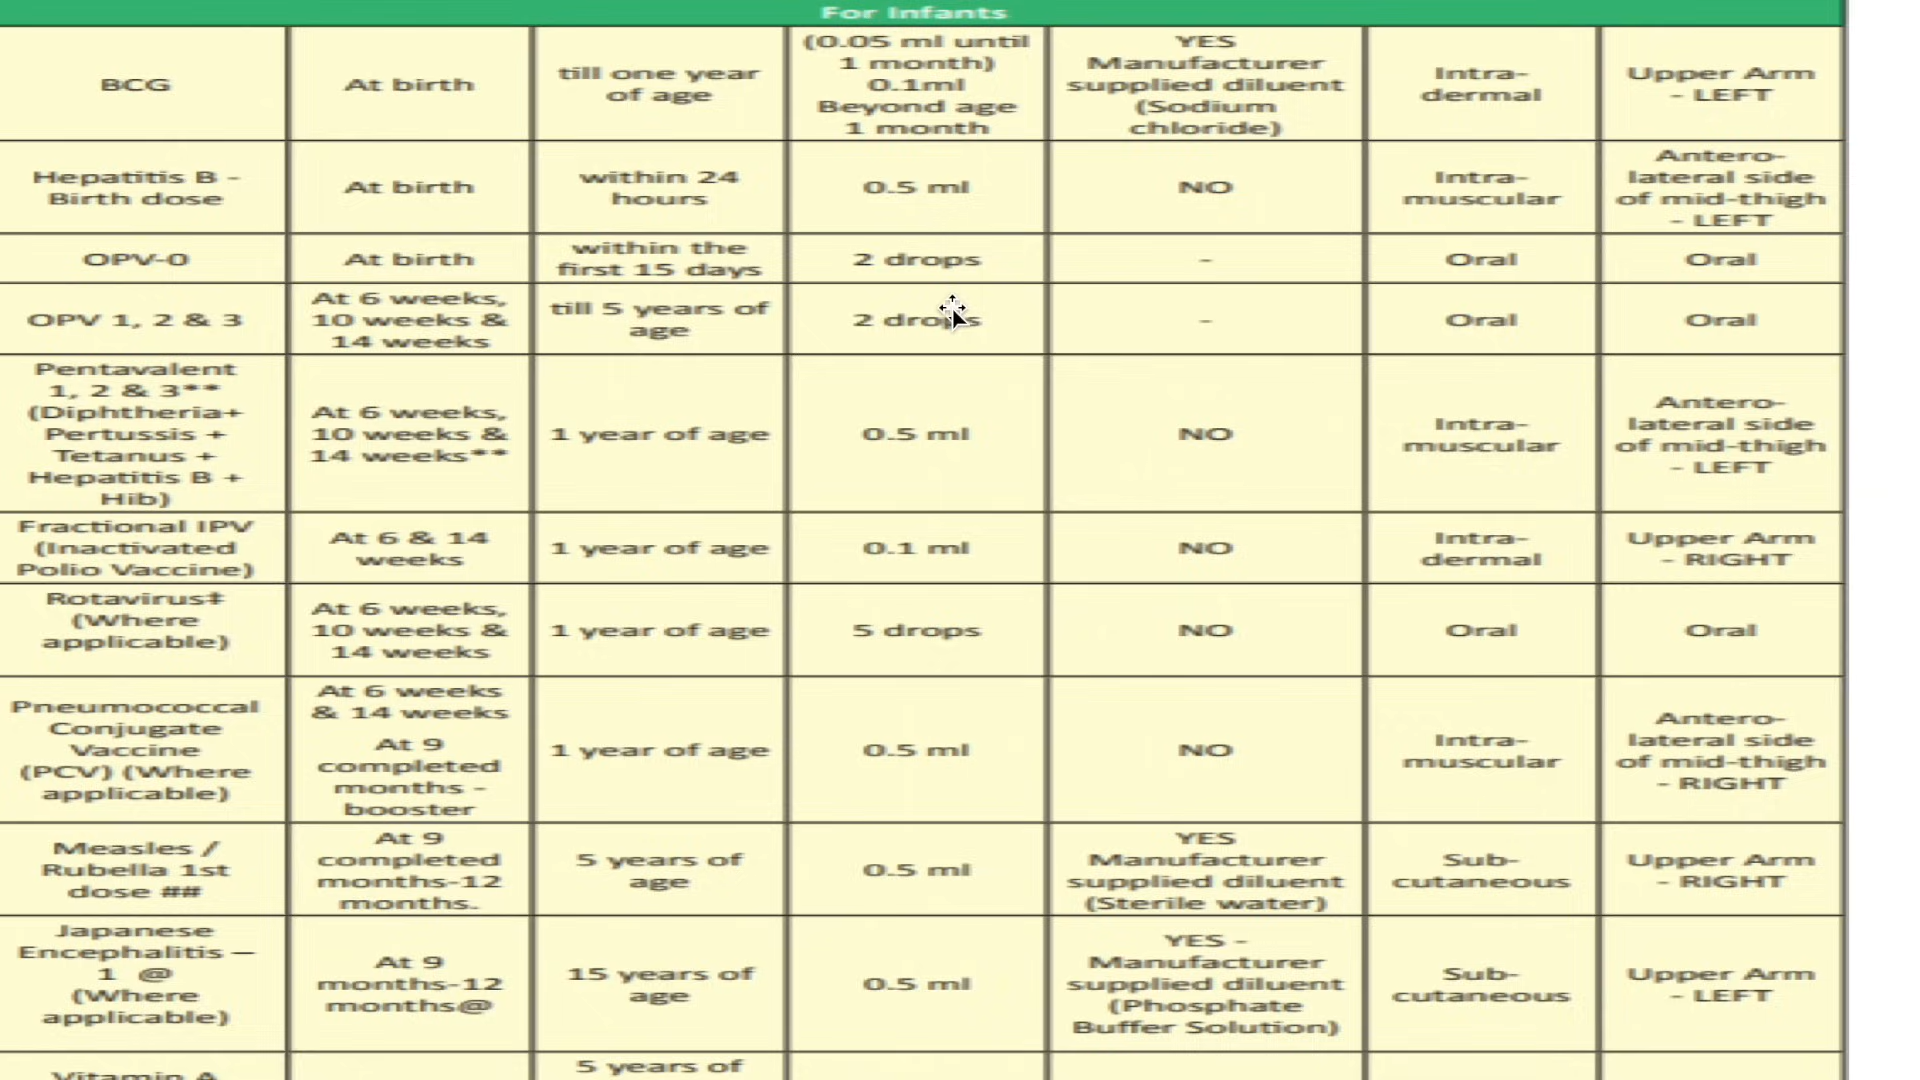 For Infants
BCG
At birth
till one year
of age
(0.05 ml until
1 month)
0.1ml
Beyond age
1 month
YES
Manufacturer
supplied diluent
(Sodium
chloride)
Intra-
dermal
Upper Arm
- LEFT
Hepatitis B -
Birth dose
At birth
within 24
hours
0.5 ml
NO
Intra-
muscular
Antero-
lateral side
of mid-thigh
- LEFT
OPV-0
At birth
within the
first 15 days
2 drops
-
Oral
Oral
OPV 1, 2 & 3
At 6 weeks,
10 weeks &
14 weeks
till 5 years of
age
2 drops
-
Oral
Oral
Pentavalent
1, 2 & 3**
(Diphtheria+
Pertussis +
Tetanus +
Hepatitis B +
Hib)
At 6 weeks,
10 weeks &
14 weeks**
1 year of age
0.5 ml
NO
Intra-
muscular
Antero-
lateral side
of mid-thigh
- LEFT
Fractional IPV
(Inactivated
Polio Vaccine)
At 6 & 14
weeks
1 year of age
0.1 ml
NO
Intra-
dermal
Upper Arm
- RIGHT
Rotavirus‡
(Where
applicable)
At 6 weeks,
10 weeks &
14 weeks
1 year of age
5 drops
NO
Oral
Oral
Pneumococcal
Conjugate
Vaccine
(PCV) (Where
applicable)
At 6 weeks
& 14 weeks
At 9
completed
months -
booster
1 year of age
0.5 ml
NO
Intra-
muscular
Antero-
lateral side
of mid-thigh
- RIGHT
Measles /
Rubella 1st
dose ##
At 9
completed
months-12
months.
5 years of
age
0.5 ml
YES
Manufacturer
supplied diluent
(Sterile water)
Sub-
cutaneous
Upper Arm
- RIGHT
Japanese
Encephalitis –
1 @
(Where
applicable)
At 9
months-12
months@
15 years of
age
0.5 ml
YES -
Manufacturer
supplied diluent
(Phosphate
Buffer Solution)
Sub-
cutaneous
Upper Arm
- LEFT
Vitamin A
5 years of